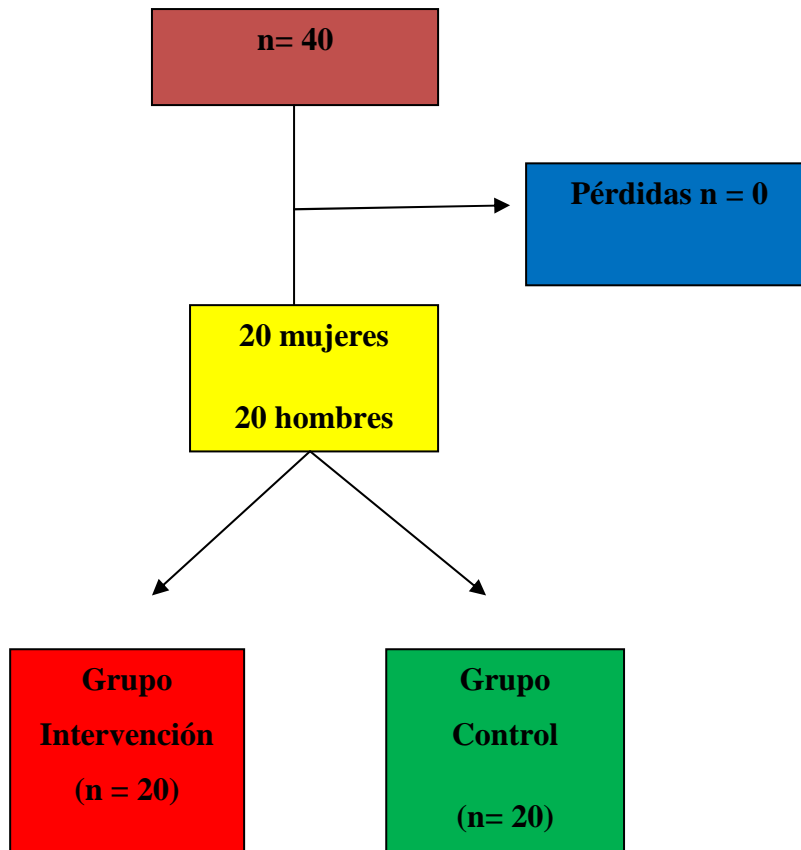 n= 40
Pérdidas n = 0
20 mujeres
20 hombres
Grupo
Intervención
(n = 20)
Grupo
Control
(n= 20)